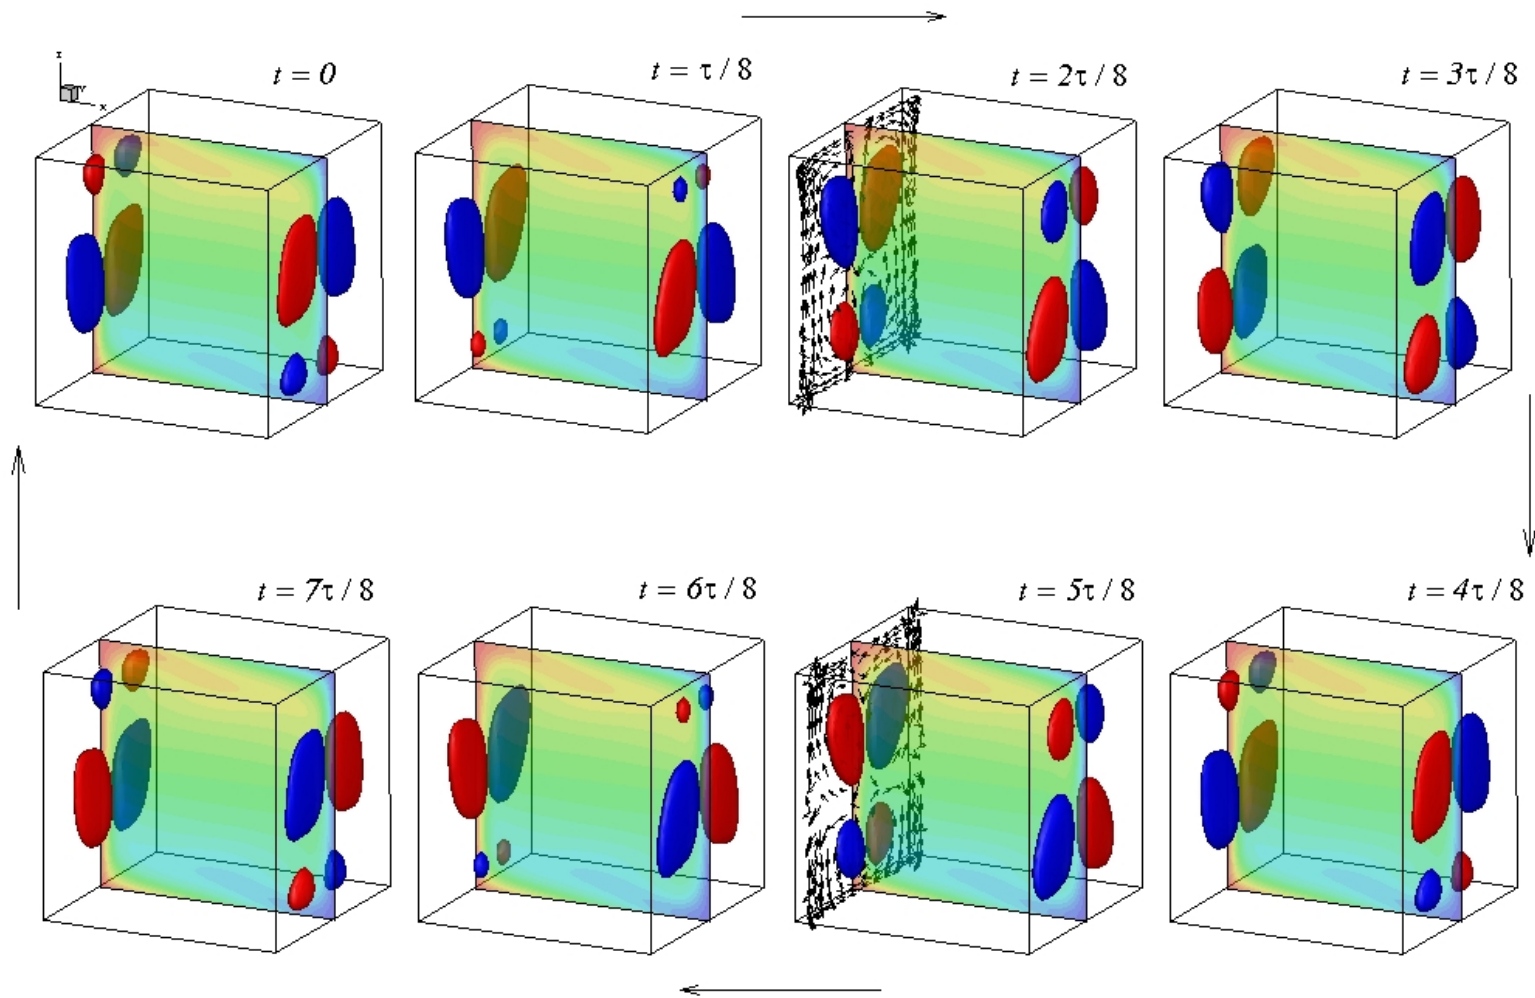 t = 0
t = τ / 8
t = 2τ / 8
t = 3τ / 8
z
Y
x
t = 7τ / 8
t = 6τ / 8
t = 5τ / 8
t = 4τ / 8